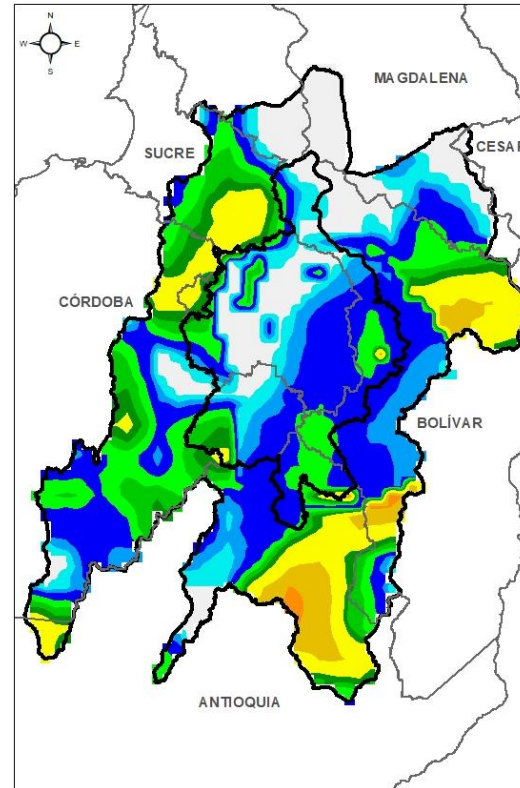 N
W E
S
MAGDALENA
CESAR
SUCRE
CÓRDOBA
BOLÍVAR
ANTIOQUIA